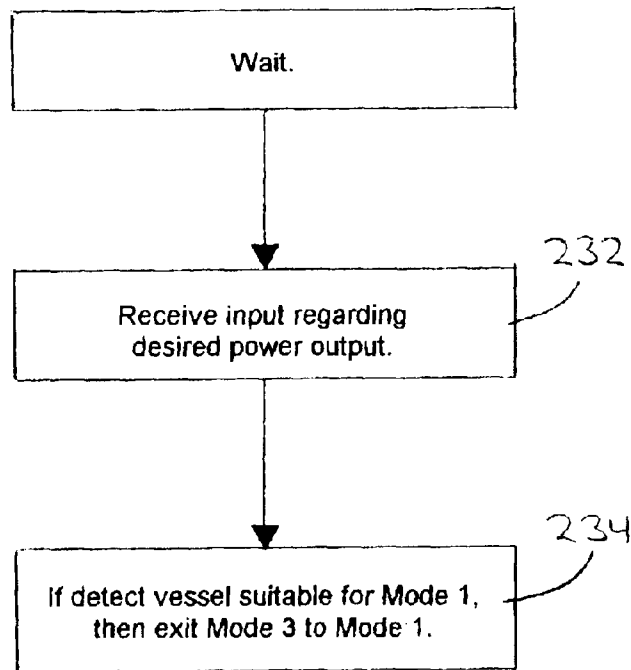 Wait.
232
Receive input regarding
desired power output.
234
If detect vessel suitable for Mode 1,
then exit Mode 3 to Mode 1.